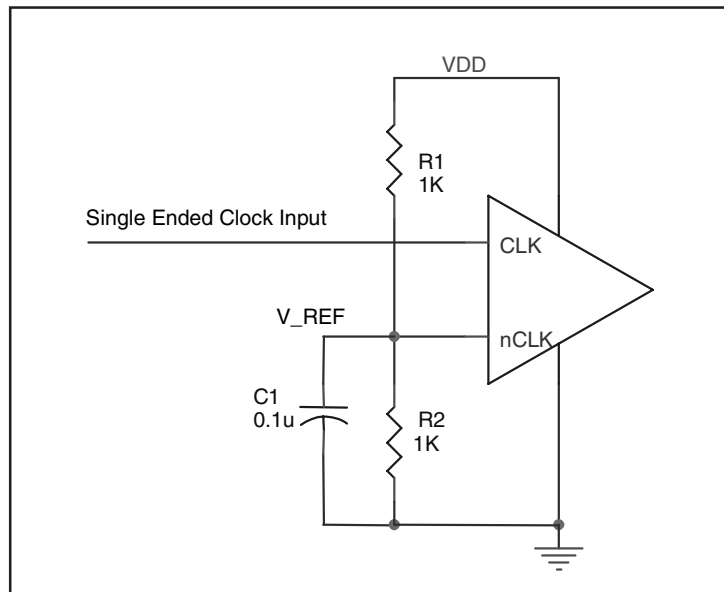 VDD
R1
1K
Single Ended Clock Input
CLK
V_REF
nCLK
C1
0.1u
R2
1K